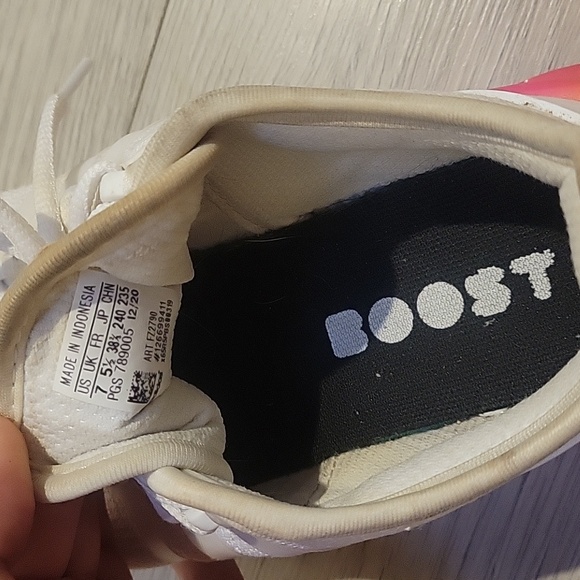 MADE IN INDONESIA
US UK FR JP CHN
7 5½ 38⅔ 240 235
PGS 789005 12/20
ART FZ2790
#126699411
BOOST